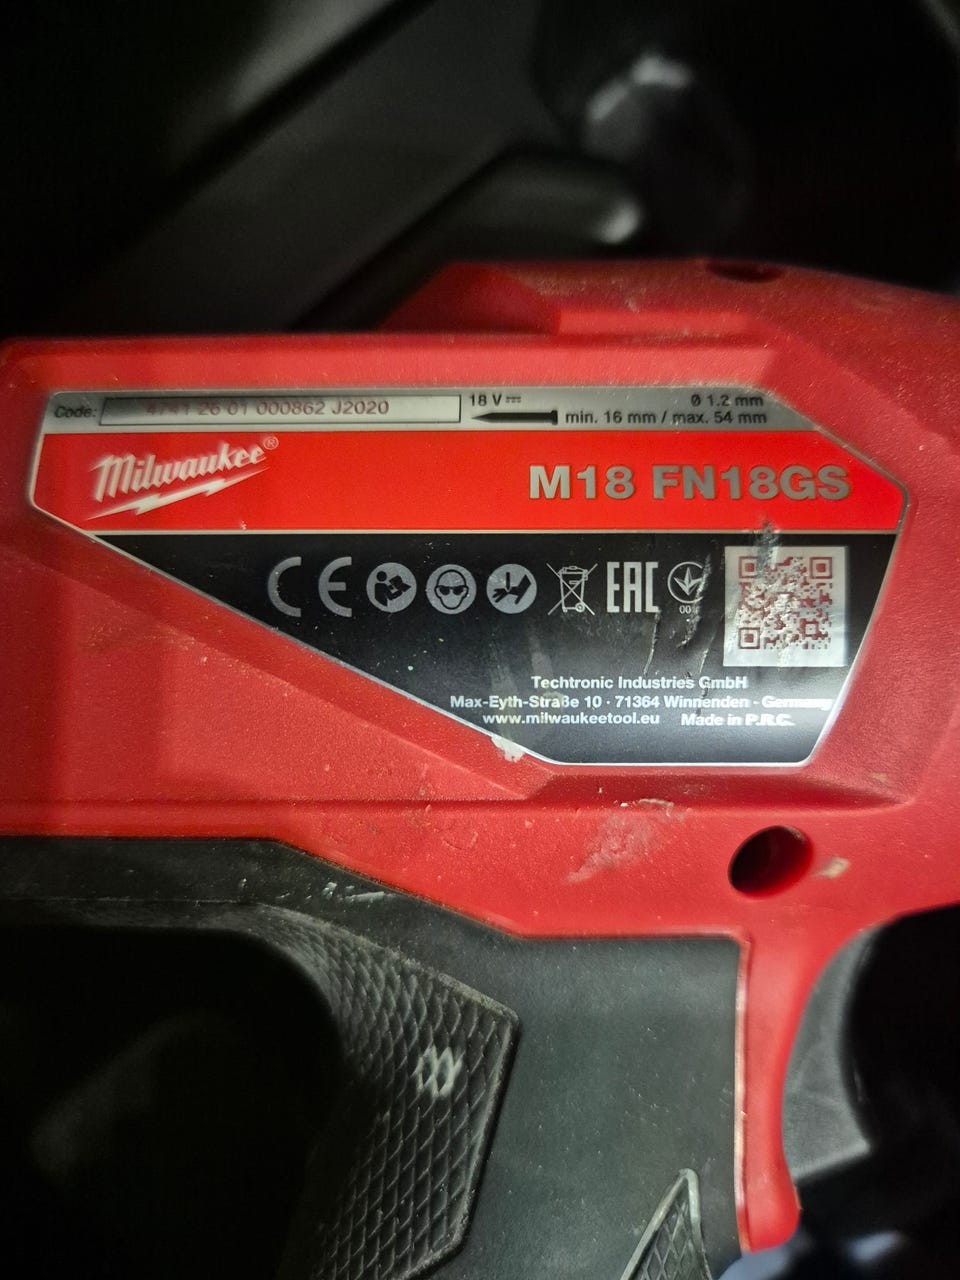 Code: 4741 26 01 000862 J2020
18 V Ø 1.2 mm
min. 16 mm / max. 54 mm
Milwaukee®
M18 FN18GS
CE EAC
Techtronic Industries GmbH
Max-Eyth-Straße 10 · 71364 Winnenden - Germany
www.milwaukeetool.eu Made in P.R.C.